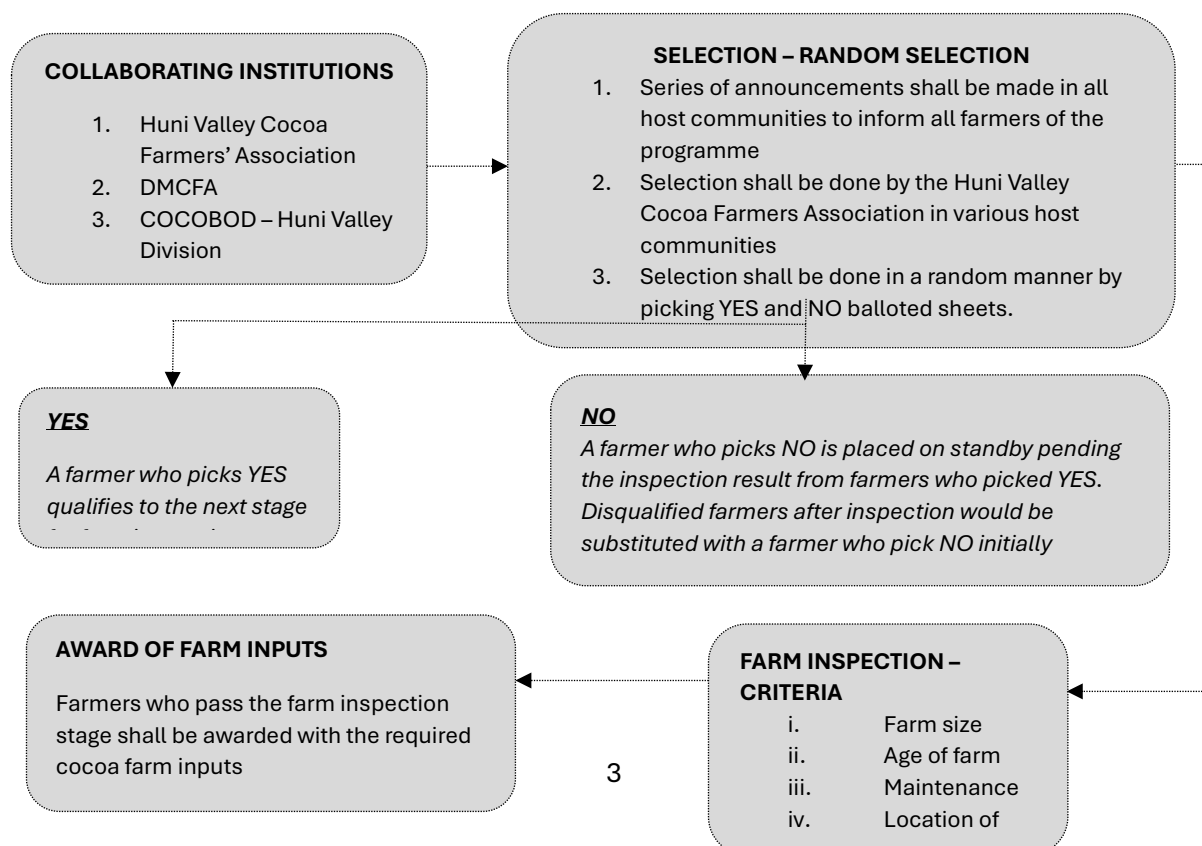 COLLABORATING INSTITUTIONS
1. Huni Valley Cocoa
Farmers’ Association
2. DMCFA
3. COCOBOD – Huni Valley
Division
SELECTION – RANDOM SELECTION
1. Series of announcements shall be made in all
host communities to inform all farmers of the
programme
2. Selection shall be done by the Huni Valley
Cocoa Farmers Association in various host
communities
3. Selection shall be done in a random manner by
picking YES and NO balloted sheets.
YES
A farmer who picks YES
qualifies to the next stage
NO
A farmer who picks NO is placed on standby pending
the inspection result from farmers who picked YES.
Disqualified farmers after inspection would be
substituted with a farmer who pick NO initially
AWARD OF FARM INPUTS
Farmers who pass the farm inspection
stage shall be awarded with the required
cocoa farm inputs
FARM INSPECTION –
CRITERIA
i. Farm size
ii. Age of farm
iii. Maintenance
iv. Location of
3